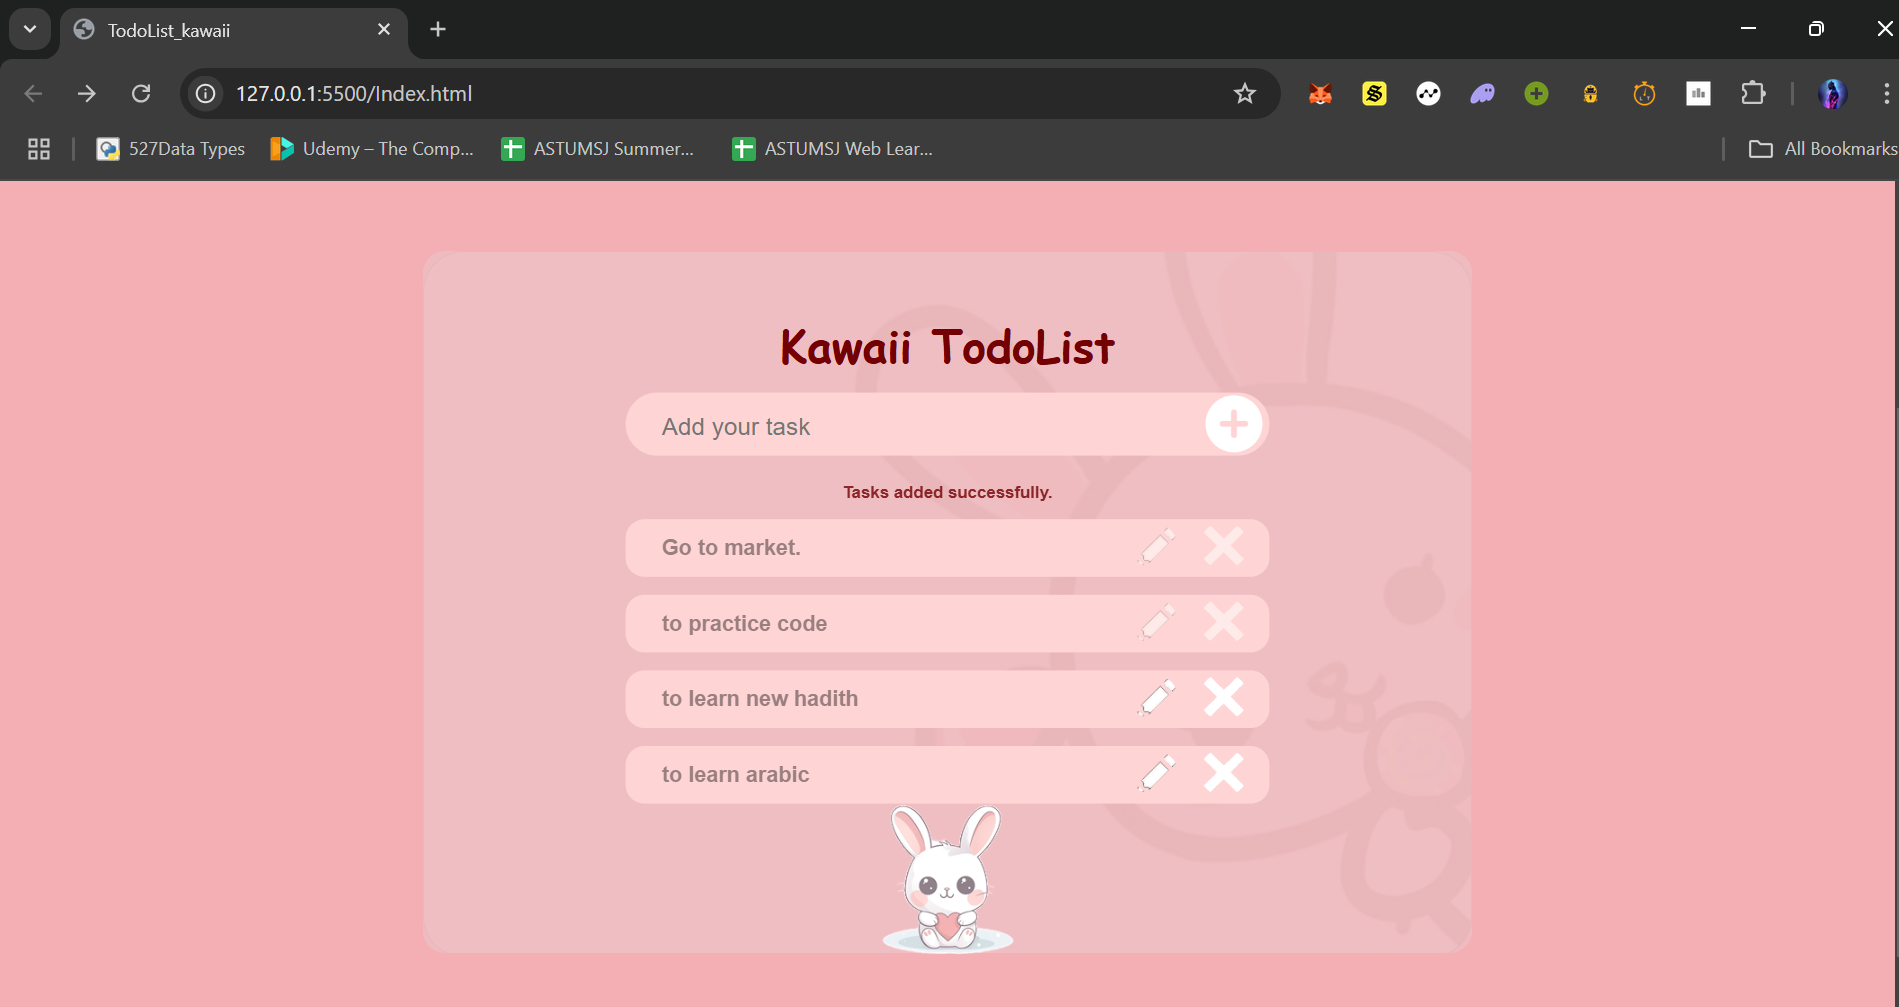 TodoList_kawaii
127.0.0.1:5500/Index.html
527Data Types
Udemy – The Comp...
ASTUMSJ Summer...
ASTUMSJ Web Lear...
All Bookmarks
Kawaii TodoList
Add your task
Tasks added successfully.
Go to market.
to practice code
to learn new hadith
to learn arabic